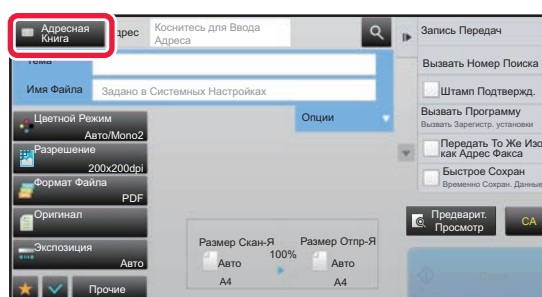 Адресная
Книга
дрес
Коснитесь для Ввода
Адреса
Запись Передач
Тема
Вызвать Номер Поиска
Имя Файла
Задано в Системных Настройках
Штамп Подтвержд.
Цветной Режим
Авто/Mono2
Опции
Вызвать Программу
Вызвать Зарегистр. установки
Разрешение
200x200dpi
Передать То Же Изо
как Адрес Факса
Формат Файла
PDF
Быстрое Сохран
Временно Сохран. Данные
Оригинал
Предварит.
Просмотр
CA
Экспозиция
Авто
Размер Скан-Я
Размер Отпр-Я
100%
Авто
Авто
A4
A4
Прочие
Старт